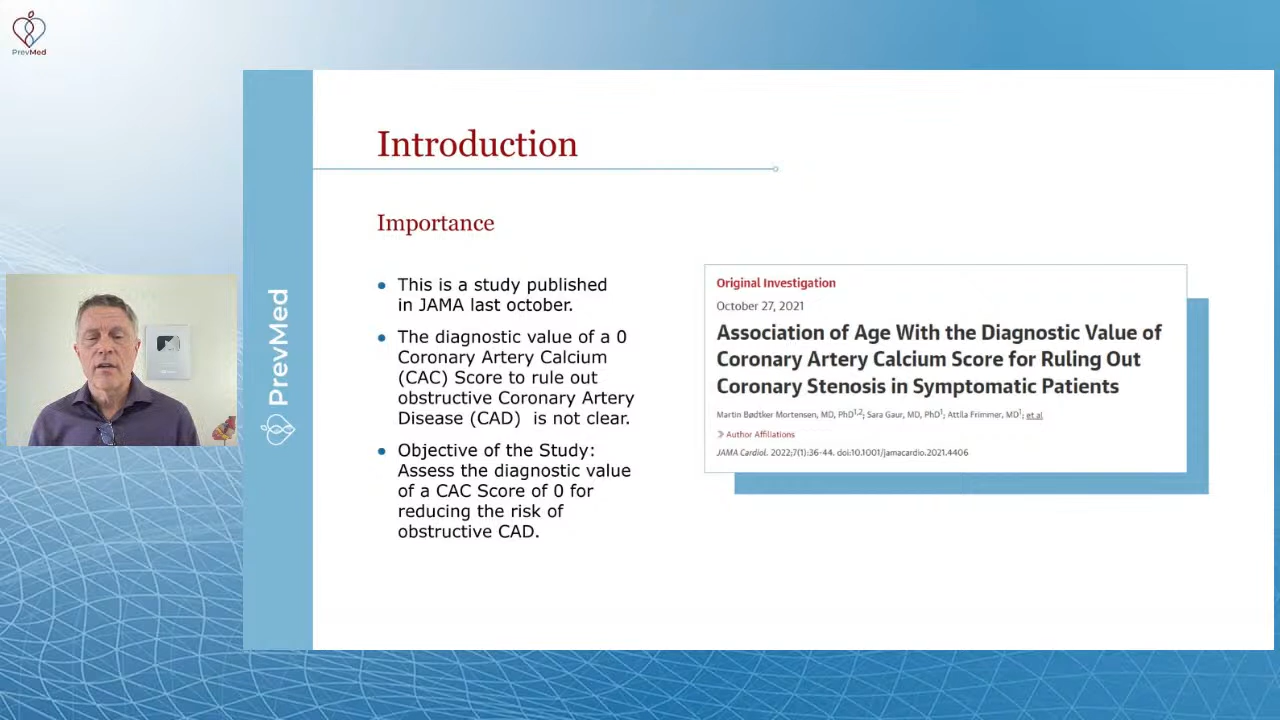 PrevMed
PrevMed
Introduction
Importance
• This is a study published
in JAMA last october.
• The diagnostic value of a 0
Coronary Artery Calcium
(CAC) Score to rule out
obstructive Coronary Artery
Disease (CAD) is not clear.
• Objective of the Study:
Assess the diagnostic value
of a CAC Score of 0 for
reducing the risk of
obstructive CAD.
Original Investigation
October 27, 2021
Association of Age With the Diagnostic Value of
Coronary Artery Calcium Score for Ruling Out
Coronary Stenosis in Symptomatic Patients
Martin Bødtker Mortensen, MD, PhD1,2; Sara Gaur, MD, PhD1; Attila Frimmer, MD1; et al
» Author Affiliations
JAMA Cardiol. 2022;7(1):36-44. doi:10.1001/jamacardio.2021.4406